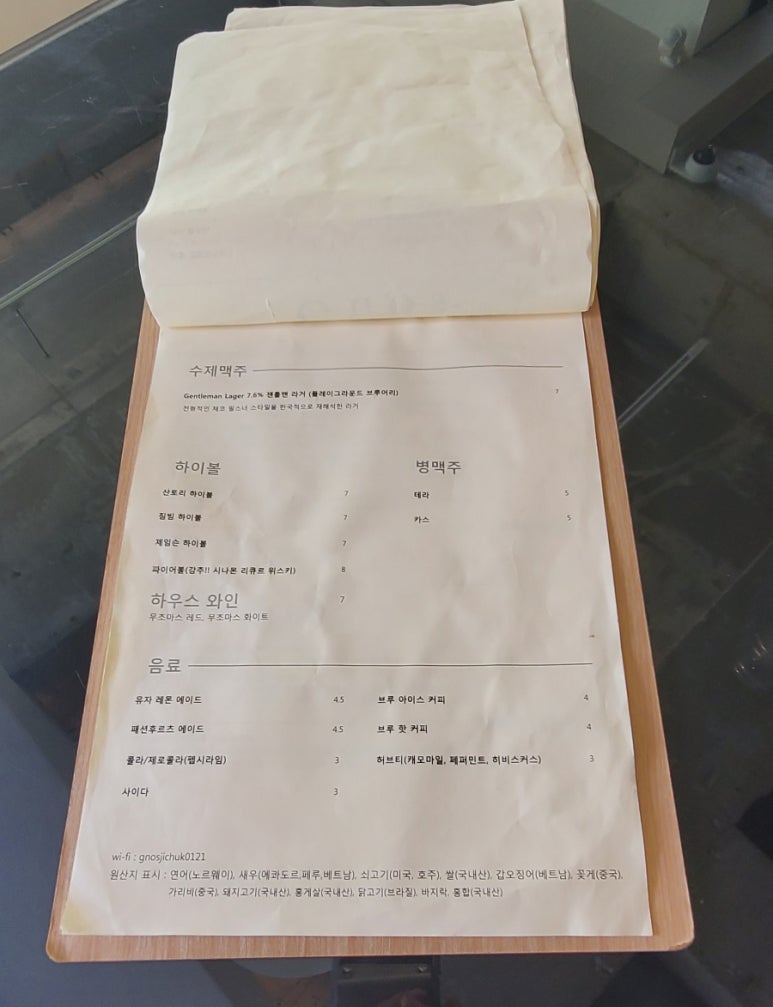 수제맥주
Gentleman Lager 7.6% 젠틀맨 라거 (플레이그라운드 브루어리) 7
전형적인 체코 필스너 스타일을 한국적으로 재해석한 라거
하이볼
산토리 하이볼 7
짐빔 하이볼 7
제임슨 하이볼 7
파이어볼(강추!! 시나몬 리큐르 위스키) 8
하우스 와인 7
무초마스 레드, 무초마스 화이트
병맥주
테라 5
카스 5
음료
유자 레몬 에이드 4.5
패션후르츠 에이드 4.5
콜라/제로콜라(펩시라임) 3
사이다 3
브루 아이스 커피 4
브루 핫 커피 4
허브티(캐모마일, 페퍼민트, 히비스커스) 3
wi-fi : gnosjichuk0121
원산지 표시 : 연어(노르웨이), 새우(에콰도르,페루,베트남), 쇠고기(미국, 호주), 쌀(국내산), 갑오징어(베트남), 꽃게(중국),
가리비(중국), 돼지고기(국내산), 홍게살(국내산), 닭고기(브라질), 바지락, 홍합(국내산)